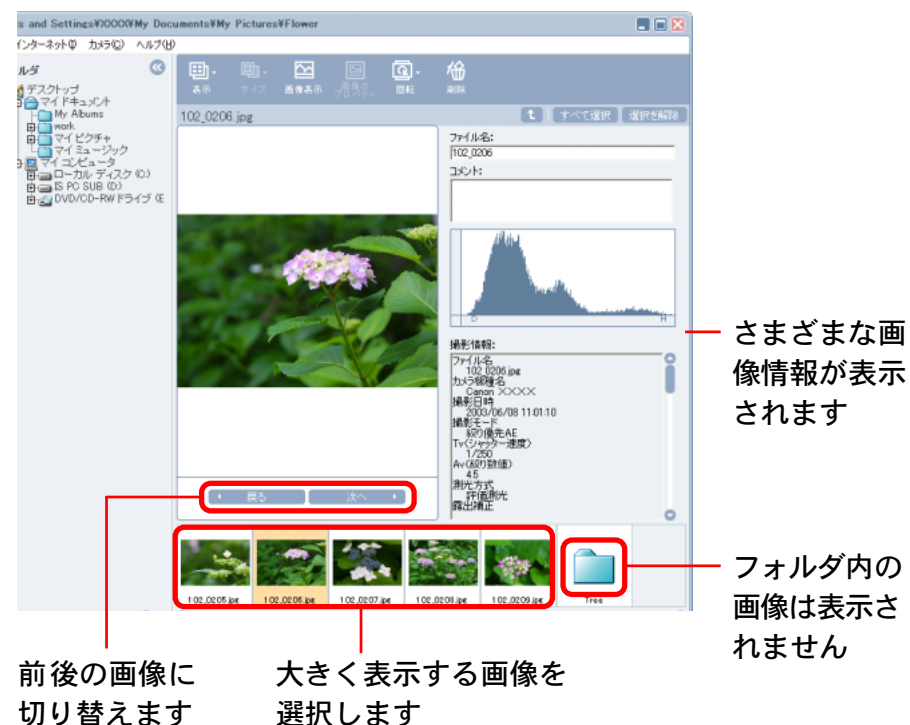 s and Settings¥XXXX¥My Documents¥My Pictures¥Flower
インターネット(I) カメラ(C) ヘルプ(H)
ルダ
表示 サイズ 画像表示 回転 削除
デスクトップ
マイ ドキュメント
My Albums
work
マイ ピクチャ
マイ ミュージック
マイ コンピュータ
ローカル ディスク (C:)
IS PC SUB (D:)
DVD/CD-RW ドライブ (E
102_0206.jpg
すべて選択 選択を解除
ファイル名:
102_0206
コメント:
D H
撮影情報:
ファイル名
102_0206.jpg
カメラ機種名
Canon XXXX
撮影日時
2003/06/08 11:01:10
撮影モード
絞り優先AE
Tv(シャッター速度)
1/250
Av(絞り数値)
4.5
測光方式
評価測光
露出補正
戻る 次へ
102_0205.jpg 102_0206.jpg 102_0207.jpg 102_0208.jpg 102_0209.jpg Tree
さまざまな画
像情報が表示
されます
フォルダ内の
画像は表示さ
れません
前後の画像に
切り替えます
大きく表示する画像を
選択します